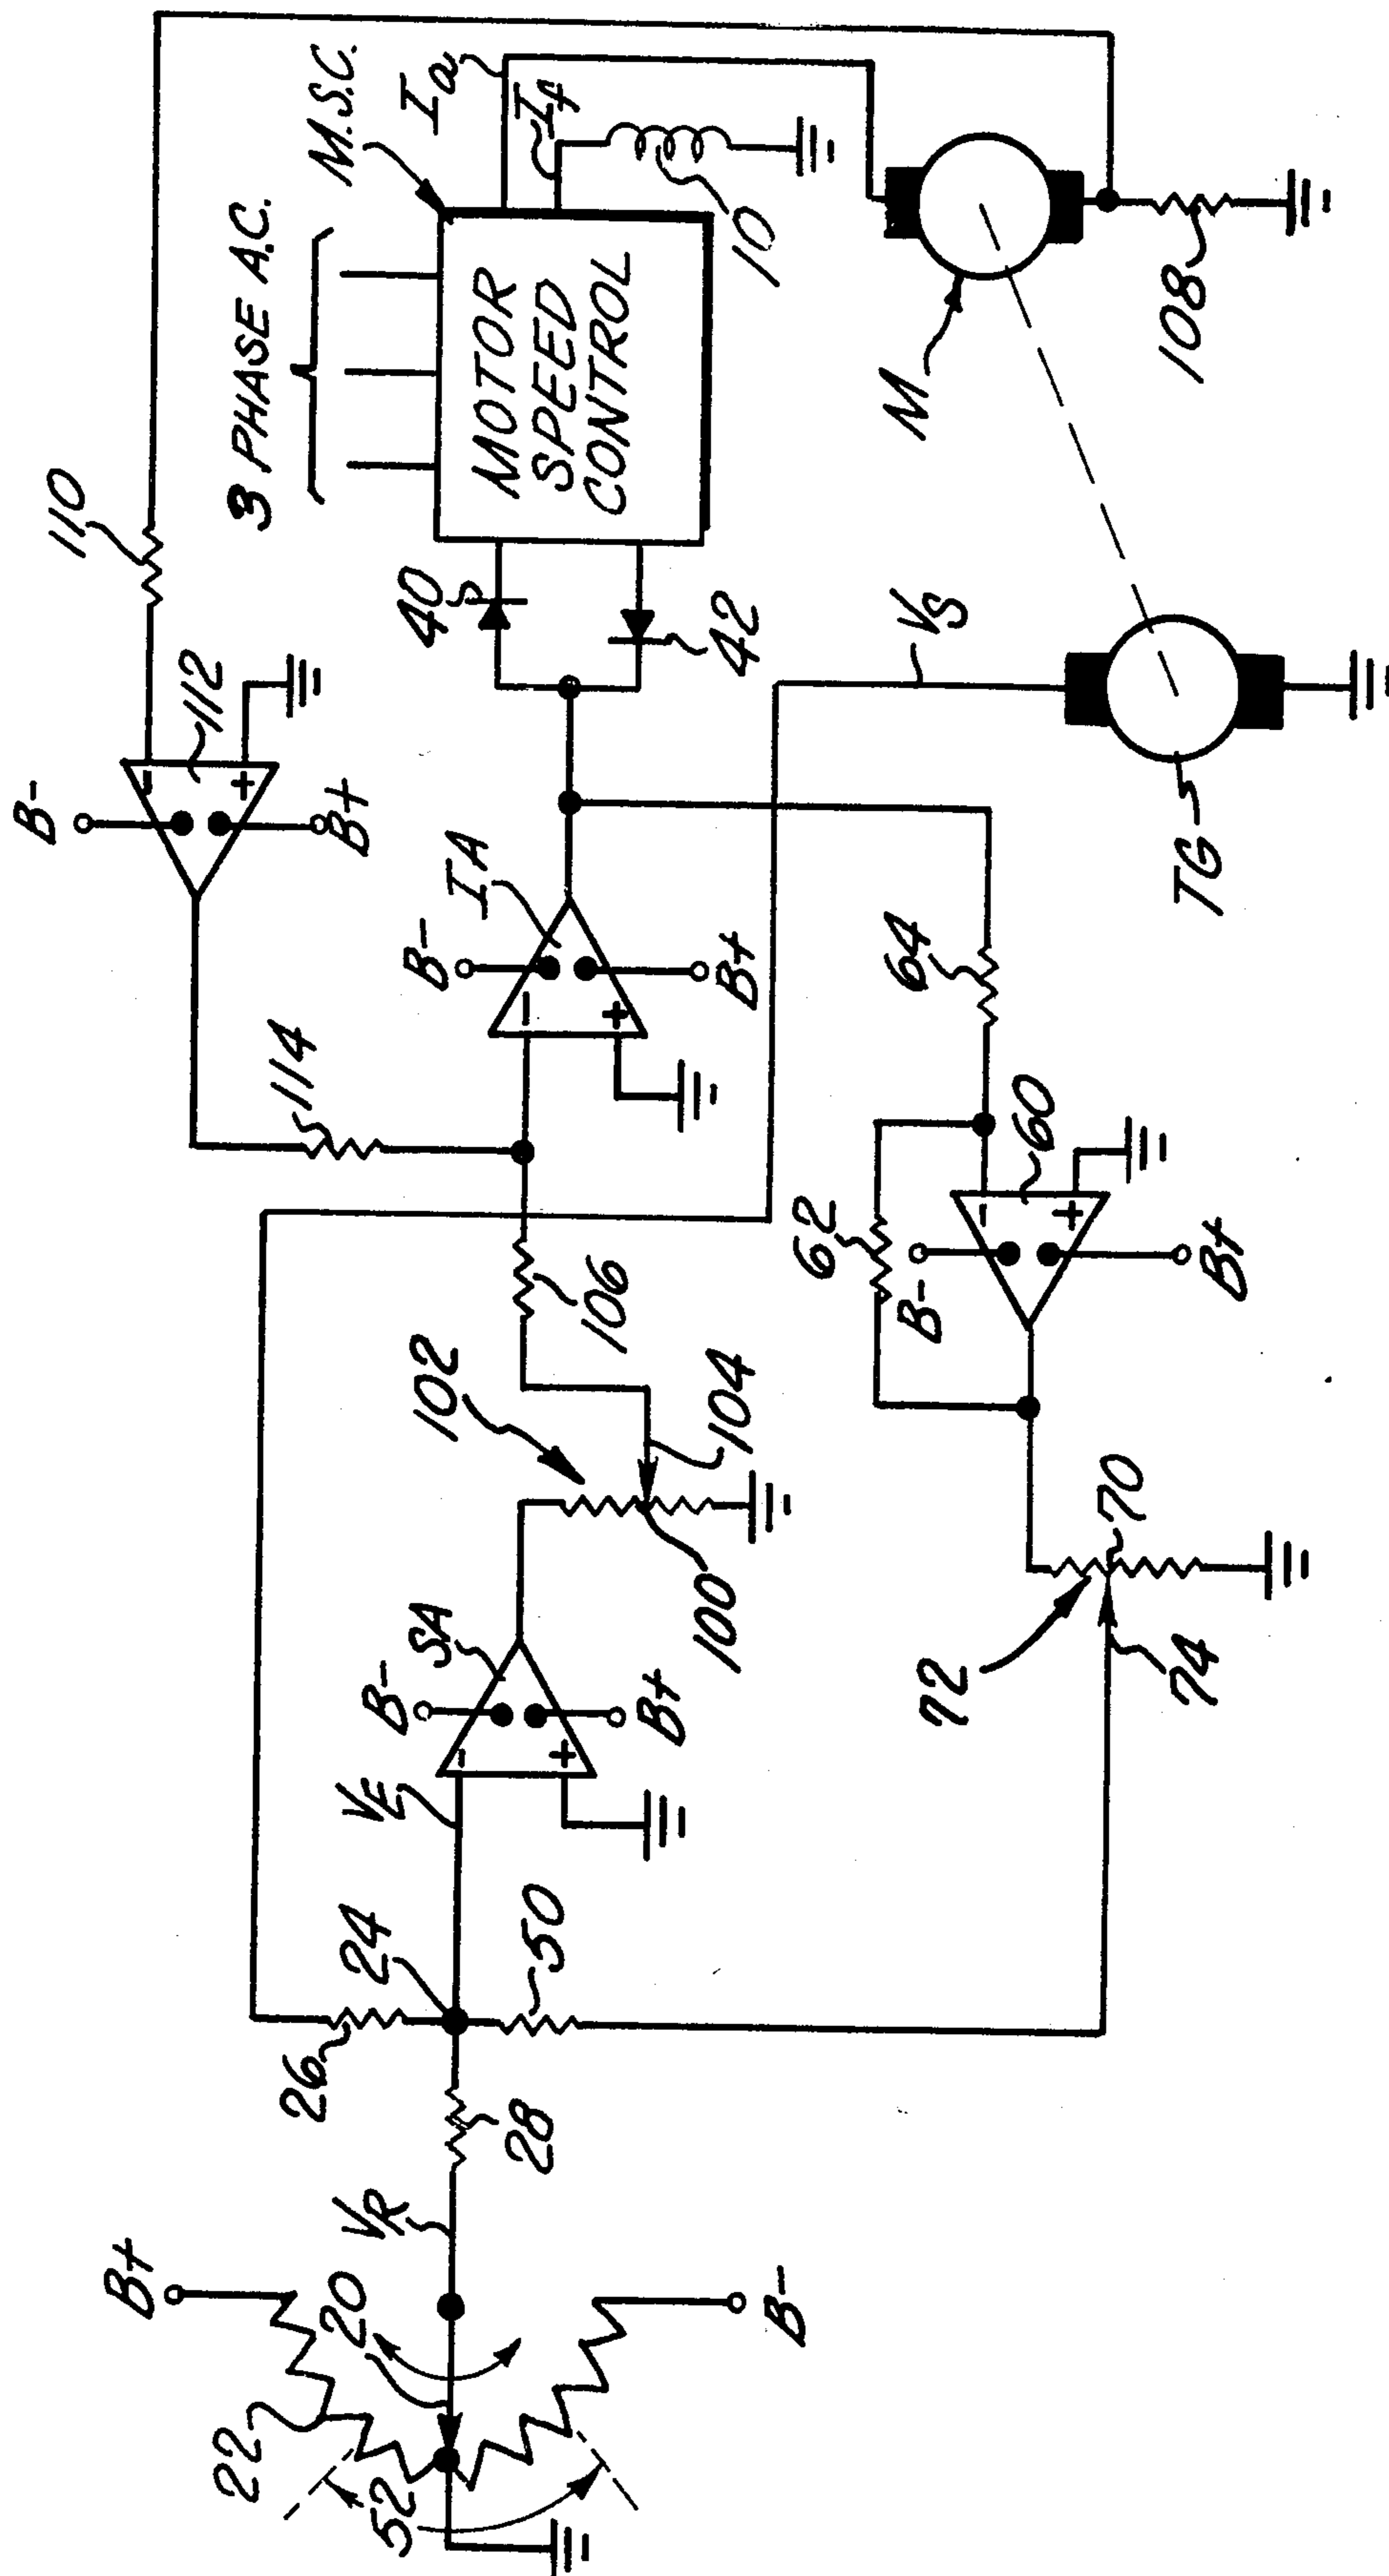 B+
22
20
52
B-
VR
28
26
24
50
VE
B-
SA
B+
102
100
104
106
114
B-
IA
B+
B-
112
B+
110
3 PHASE A.C.
M.S.C.
MOTOR
SPEED
CONTROL
40
42
Ia
If
10
M
108
VS
TG
64
62
60
B-
B+
72
70
74